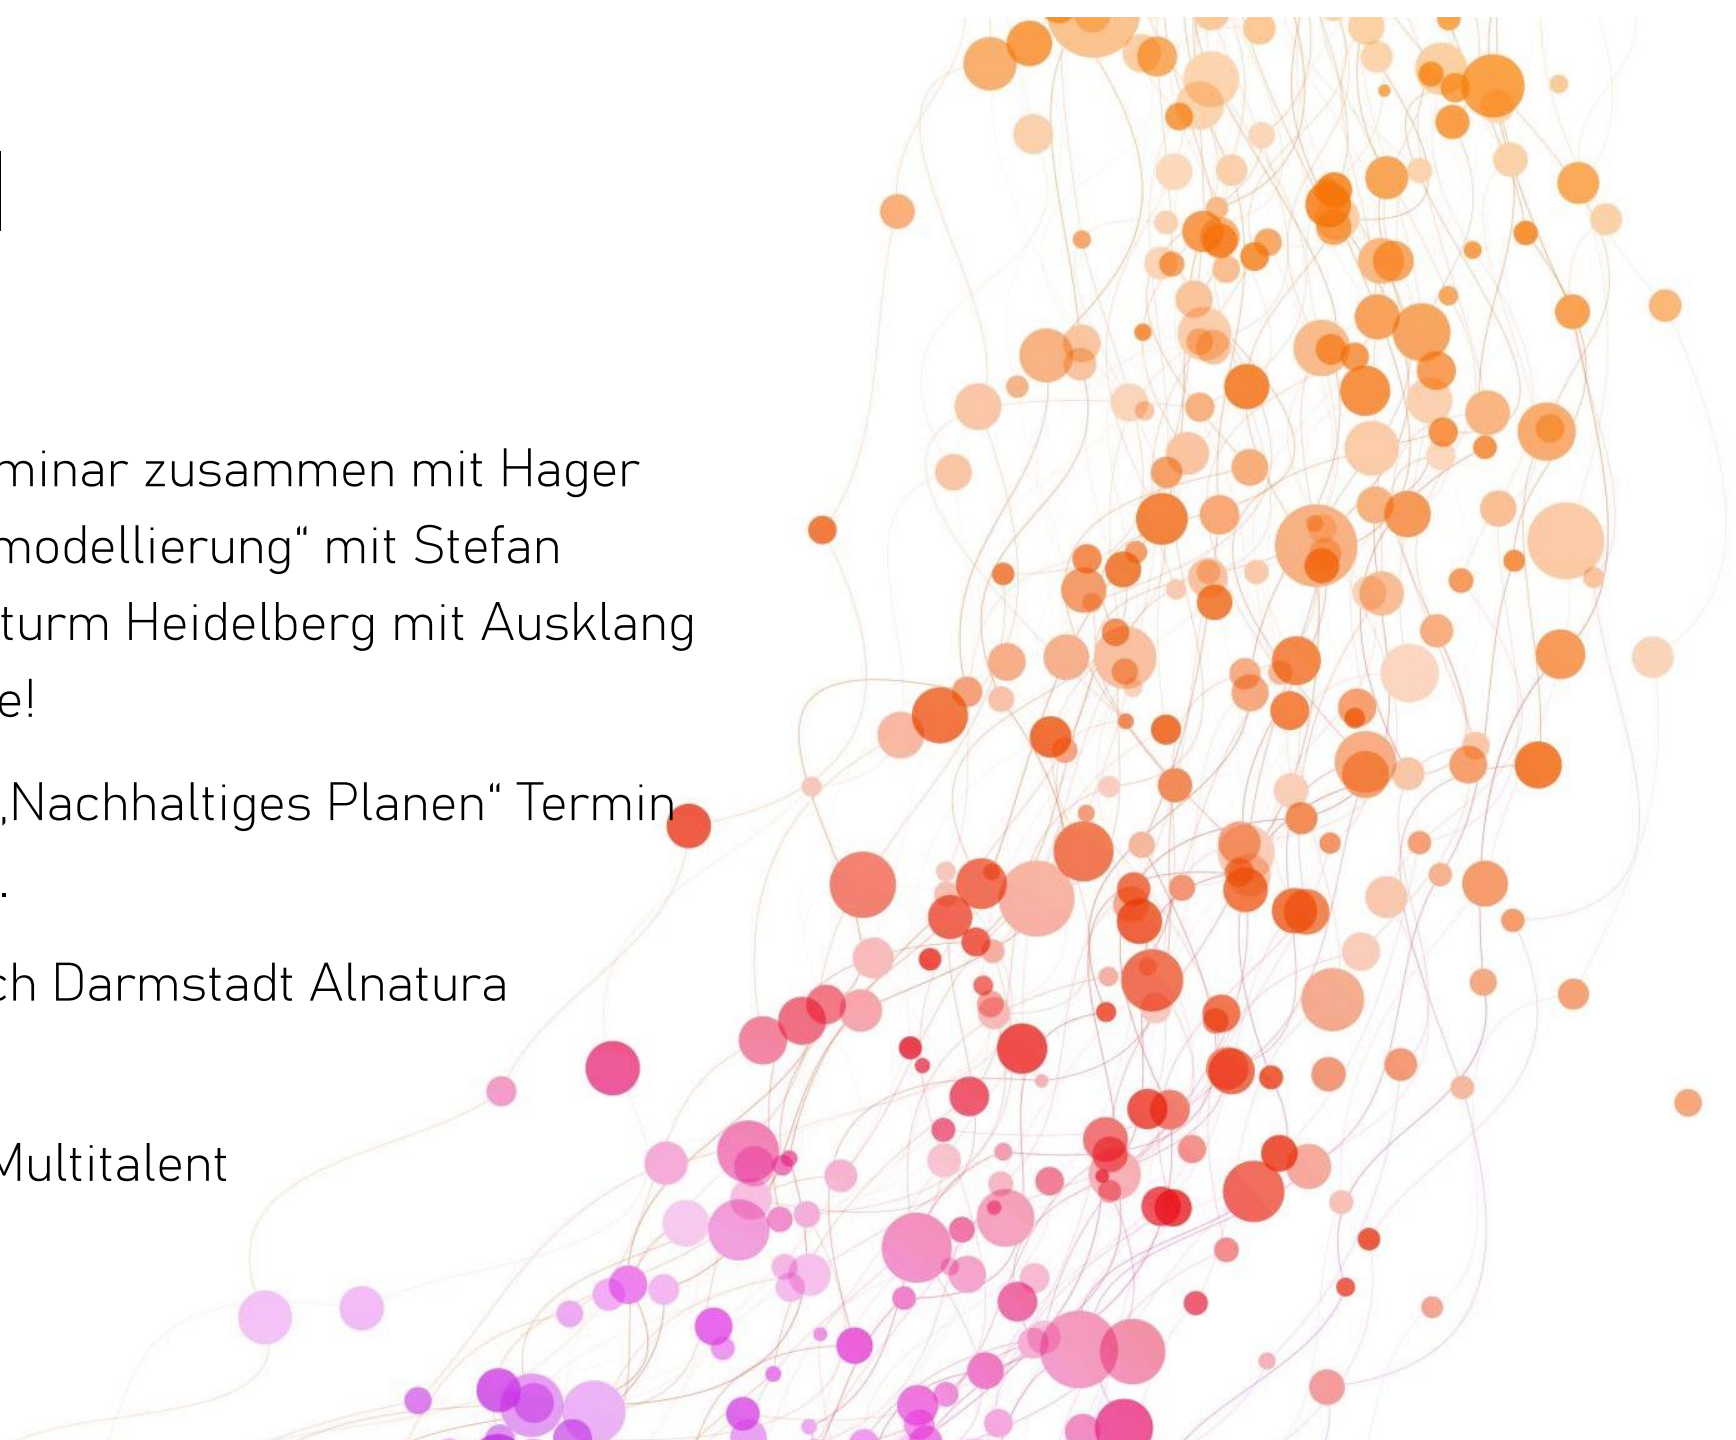 minar zusammen mit Hager
modellierung“ mit Stefan
turm Heidelberg mit Ausklang
e!
„Nachhaltiges Planen“ Termin
.
ch Darmstadt Alnatura
Multitalent